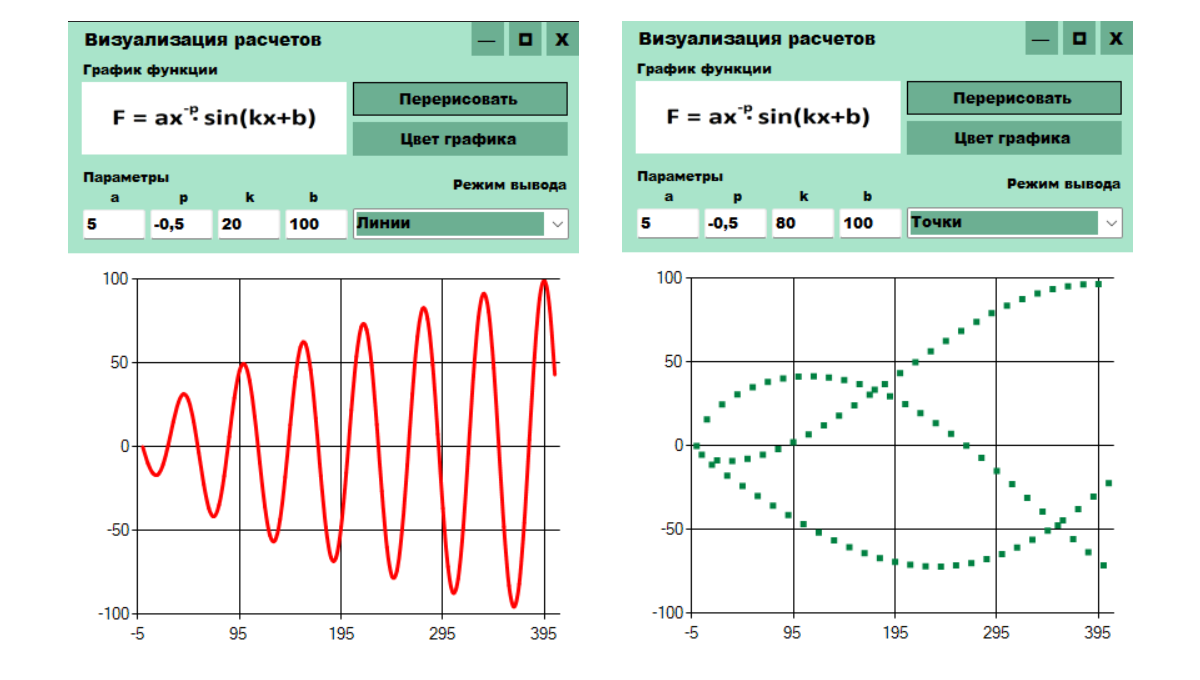 Визуализация расчетов — X
График функции
F = ax⁻ᵖ· sin(kx+b)
Перерисовать
Цвет графика
Параметры
a p k b
Режим вывода
5 -0,5 20 100 Линии
100
50
0
-50
-100
-5 95 195 295 395
Визуализация расчетов — X
График функции
F = ax⁻ᵖ· sin(kx+b)
Перерисовать
Цвет графика
Параметры
a p k b
Режим вывода
5 -0,5 80 100 Точки
100
50
0
-50
-100
-5 95 195 295 395